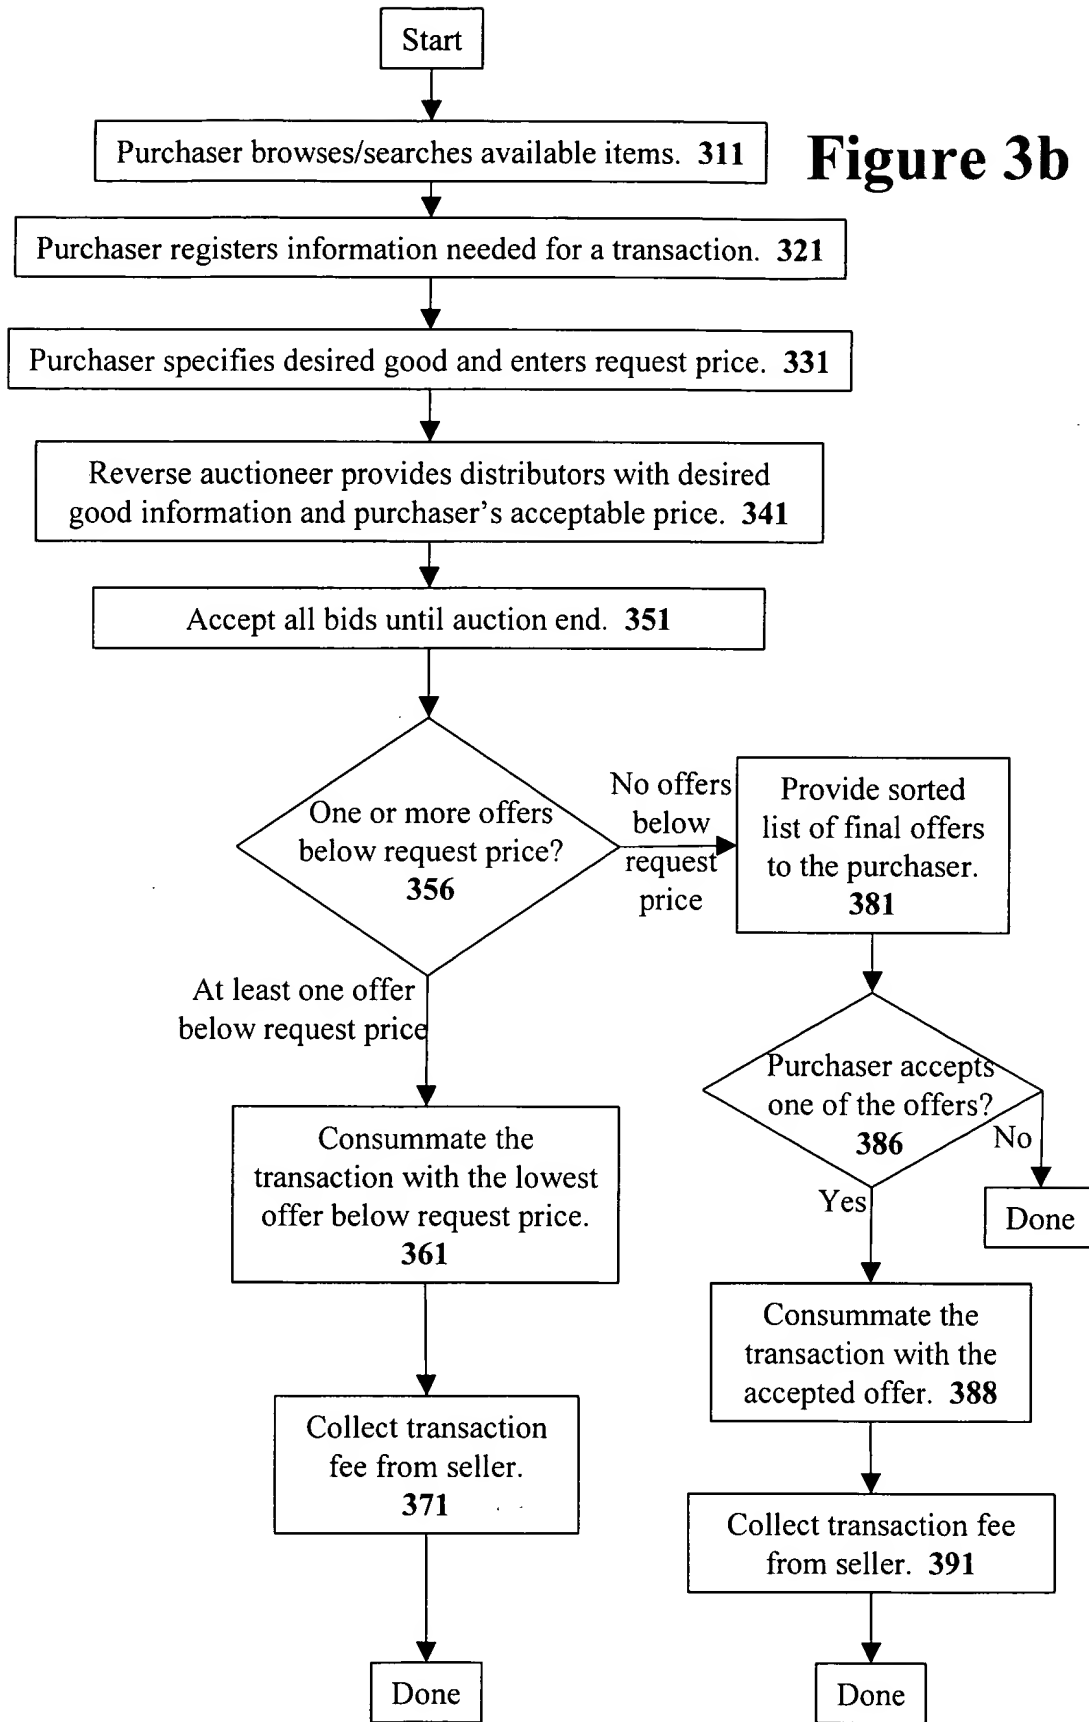 Start
Figure 3b
Purchaser browses/searches available items. 311
Purchaser registers information needed for a transaction. 321
Purchaser specifies desired good and enters request price. 331
Reverse auctioneer provides distributors with desired
good information and purchaser's acceptable price. 341
Accept all bids until auction end. 351
One or more offers
below request price?
356
No offers
below
request
price
Provide sorted
list of final offers
to the purchaser.
381
At least one offer
below request price
Purchaser accepts
one of the offers?
386
No
Done
Yes
Consummate the
transaction with the lowest
offer below request price.
361
Consummate the
transaction with the
accepted offer. 388
Collect transaction
fee from seller.
371
Collect transaction fee
from seller. 391
Done
Done